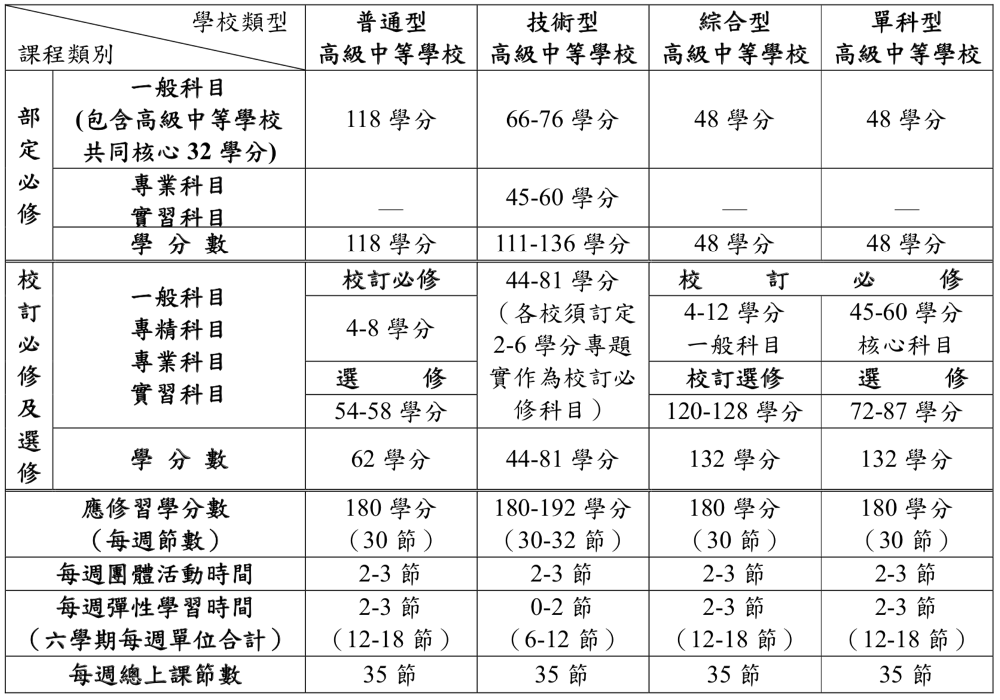 學校類型
課程類別
普通型
高級中等學校
技術型
高級中等學校
綜合型
高級中等學校
單科型
高級中等學校
部定必修
一般科目
(包含高級中等學校
共同核心 32 學分)
118 學分
66-76 學分
48 學分
48 學分
專業科目
實習科目
—
45-60 學分
—
—
學 分 數
118 學分
111-136 學分
48 學分
48 學分
校訂必修及選修
一般科目
專精科目
專業科目
實習科目
校訂必修
4-8 學分
選 修
54-58 學分
44-81 學分
（各校須訂定
2-6 學分專題
實作為校訂必
修科目）
校 訂 必 修
4-12 學分
一般科目
45-60 學分
核心科目
校訂選修
選 修
120-128 學分
72-87 學分
學 分 數
62 學分
44-81 學分
132 學分
132 學分
應修習學分數
（每週節數）
180 學分
（30 節）
180-192 學分
（30-32 節）
180 學分
（30 節）
180 學分
（30 節）
每週團體活動時間
2-3 節
2-3 節
2-3 節
2-3 節
每週彈性學習時間
（六學期每週單位合計）
2-3 節
（12-18 節）
0-2 節
（6-12 節）
2-3 節
（12-18 節）
2-3 節
（12-18 節）
每週總上課節數
35 節
35 節
35 節
35 節